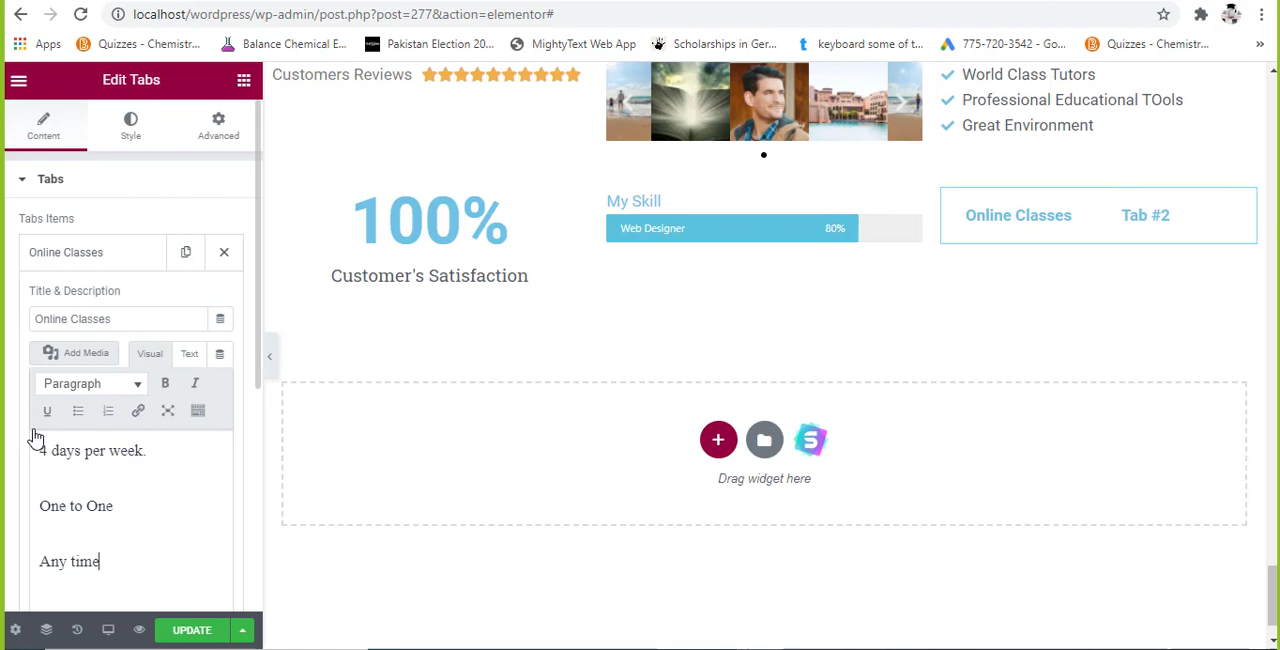 localhost/wordpress/wp-admin/post.php?post=277&action=elementor#
Apps Quizzes - Chemistr... Balance Chemical E... Pakistan Election 20... MightyText Web App Scholarships in Ger... keyboard some of t... 775-720-3542 - Go... Quizzes - Chemistr... »
Edit Tabs
Content Style Advanced
Tabs
Tabs Items
Online Classes
Title & Description
Online Classes
Add Media Visual Text
Paragraph B I
U
4 days per week.
One to One
Any time
UPDATE
Customers Reviews
World Class Tutors
Professional Educational TOols
Great Environment
100%
Customer's Satisfaction
My Skill
Web Designer 80%
Online Classes Tab #2
Drag widget here